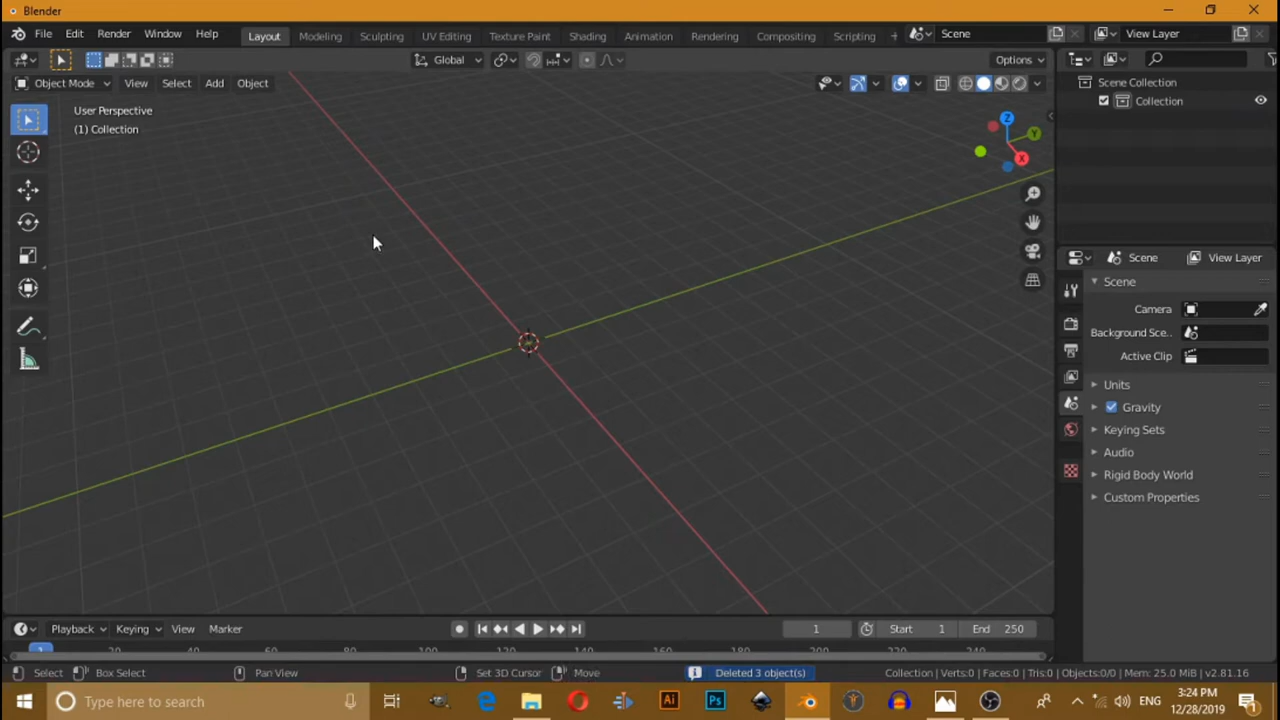 Blender
File Edit Render Window Help Layout Modeling Sculpting UV Editing Texture Paint Shading Animation Rendering Compositing Scripting + Scene View Layer
Global Options
Object Mode View Select Add Object
User Perspective
(1) Collection
Z
Y
X
Scene Collection
Collection
Scene View Layer
Scene
Camera
Background Sce..
Active Clip
Units
Gravity
Keying Sets
Audio
Rigid Body World
Custom Properties
Playback Keying View Marker 1 Start 1 End 250
Select Box Select Pan View Set 3D Cursor Move Deleted 3 object(s) Collection | Verts:0 | Faces:0 | Tris:0 | Objects:0/0 | Mem: 25.0 MiB | v2.81.16
Type here to search Ai Ps ENG 3:24 PM
12/28/2019 1